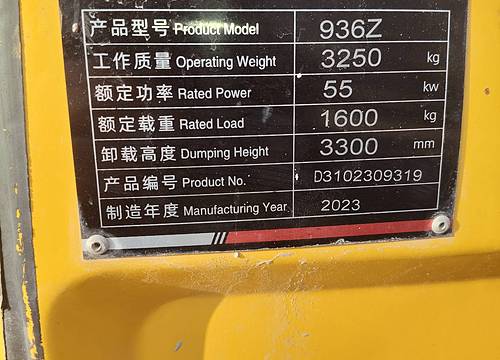 产品型号 Product Model 936Z
工作质量 Operating Weight 3250 kg
额定功率 Rated Power 55 kw
额定载重 Rated Load 1600 kg
卸载高度 Dumping Height 3300 mm
产品编号 Product No. D3102309319
制造年度 Manufacturing Year 2023